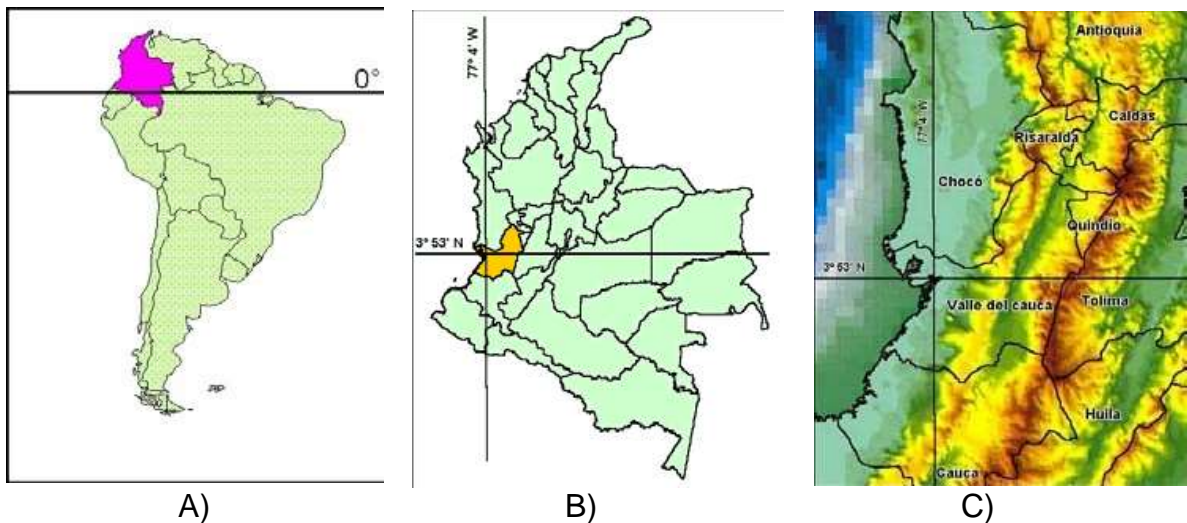 0°
77° 4' W
3° 53' N
Antioquia
Caldas
Risaralda
77° 4' W
Chocó
Quindío
3° 53' N
Valle del cauca
Tolima
Huila
Cauca
A)
B)
C)